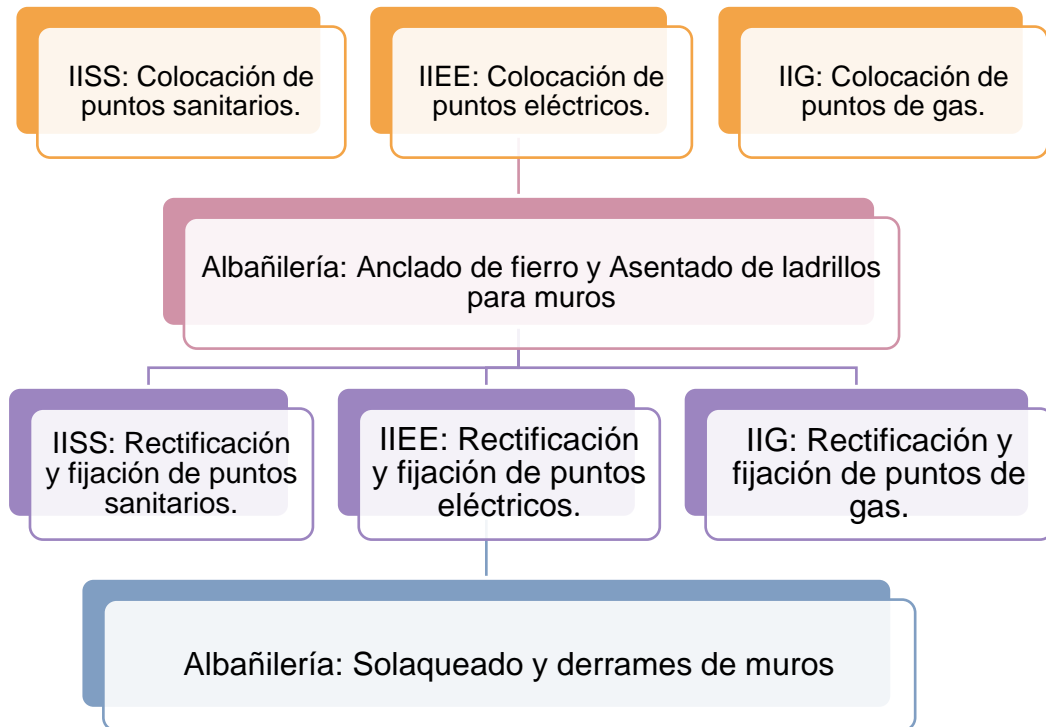 IISS: Colocación de
puntos sanitarios.
IIEE: Colocación de
puntos eléctricos.
IIG: Colocación de
puntos de gas.
Albañilería: Anclado de fierro y Asentado de ladrillos
para muros
IISS: Rectificación
y fijación de puntos
sanitarios.
IIEE: Rectificación
y fijación de puntos
eléctricos.
IIG: Rectificación y
fijación de puntos de
gas.
Albañilería: Solaqueado y derrames de muros